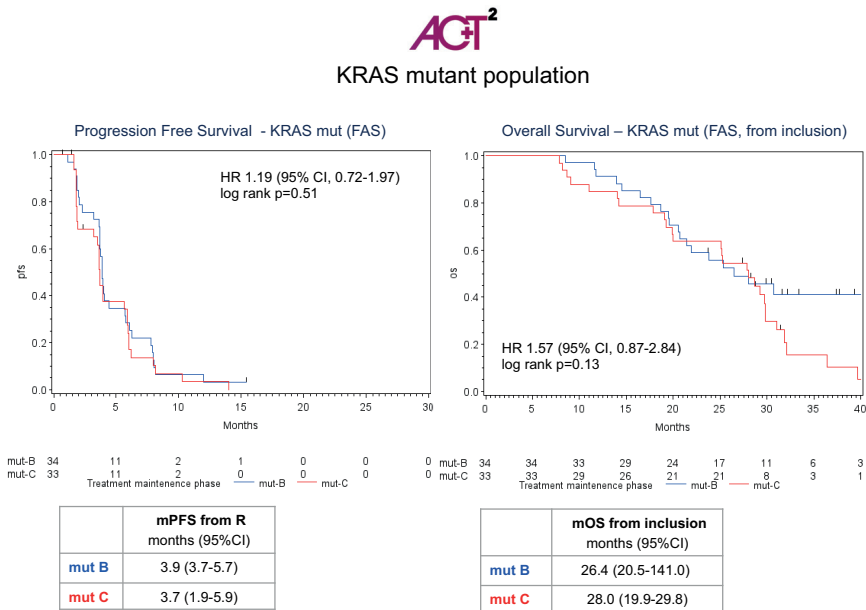 ACT2
KRAS mutant population
Progression Free Survival - KRAS mut (FAS)
HR 1.19 (95% CI, 0.72-1.97)
log rank p=0.51
pfs
1.0
0.8
0.6
0.4
0.2
0.0
0 5 10 15 20 25 30
Months
mut-B 34 11 2 1 0 0 0
mut-C 33 11 2 0 0 0 0
Treatment maintenence phase mut-B mut-C
Overall Survival – KRAS mut (FAS, from inclusion)
os
1.0
0.8
0.6
0.4
0.2
0.0
HR 1.57 (95% CI, 0.87-2.84)
log rank p=0.13
0 5 10 15 20 25 30 35 40
Months
mut-B 34 34 33 29 24 17 11 6 3
mut-C 33 33 29 26 21 21 8 3 1
Treatment maintenence phase mut-B mut-C
mPFS from R
months (95%CI)
mut B 3.9 (3.7-5.7)
mut C 3.7 (1.9-5.9)
mOS from inclusion
months (95%CI)
mut B 26.4 (20.5-141.0)
mut C 28.0 (19.9-29.8)